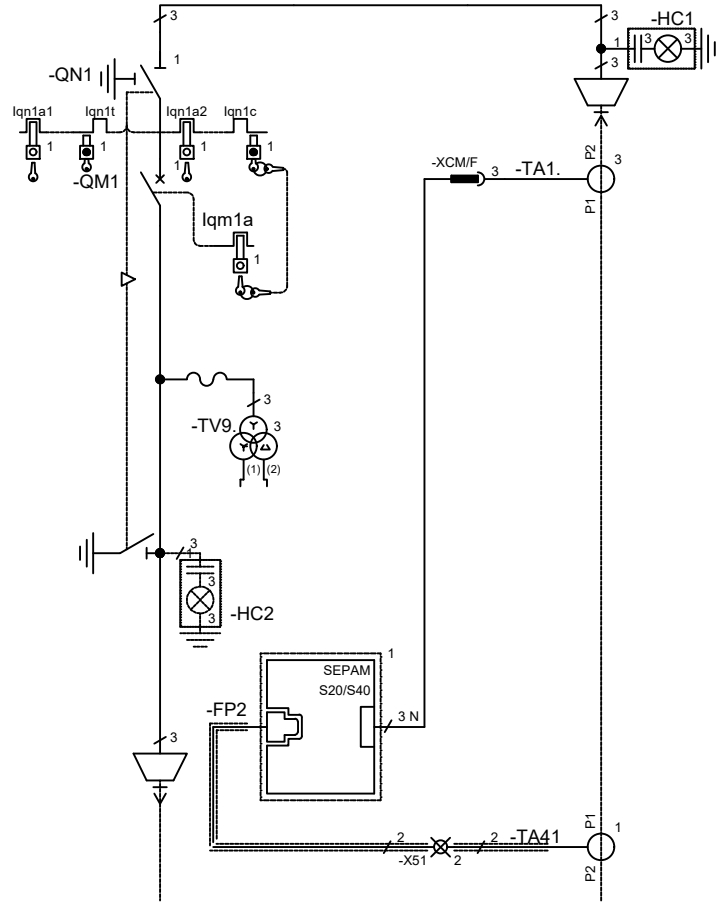 3
3
-HC1
1
3
3
3
-QN1
1
Iqn1a1
Iqn1t
Iqn1a2
Iqn1c
1
1
1
1
1
-QM1
-XCM/F
3
-TA1.
P2
3
P1
Iqm1a
1
3
-TV9.
3
(1)
(2)
3
1
3
3
-HC2
1
SEPAM
S20/S40
-FP2
3 N
3
2
-X51
2
2
-TA41
P1
1
P2